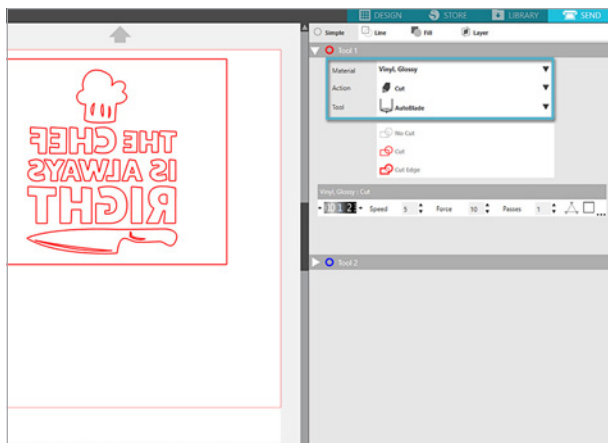 DESIGN
STORE
LIBRARY
SEND
Simple
Line
Fill
Layer
Tool 1
Material
Vinyl, Glossy
Action
Cut
Tool
AutoBlade
No Cut
Cut
Cut Edge
Vinyl, Glossy : Cut
Speed 5 Force 10 Passes 1
Tool 2
THE CHEF
IS ALWAYS
RIGHT